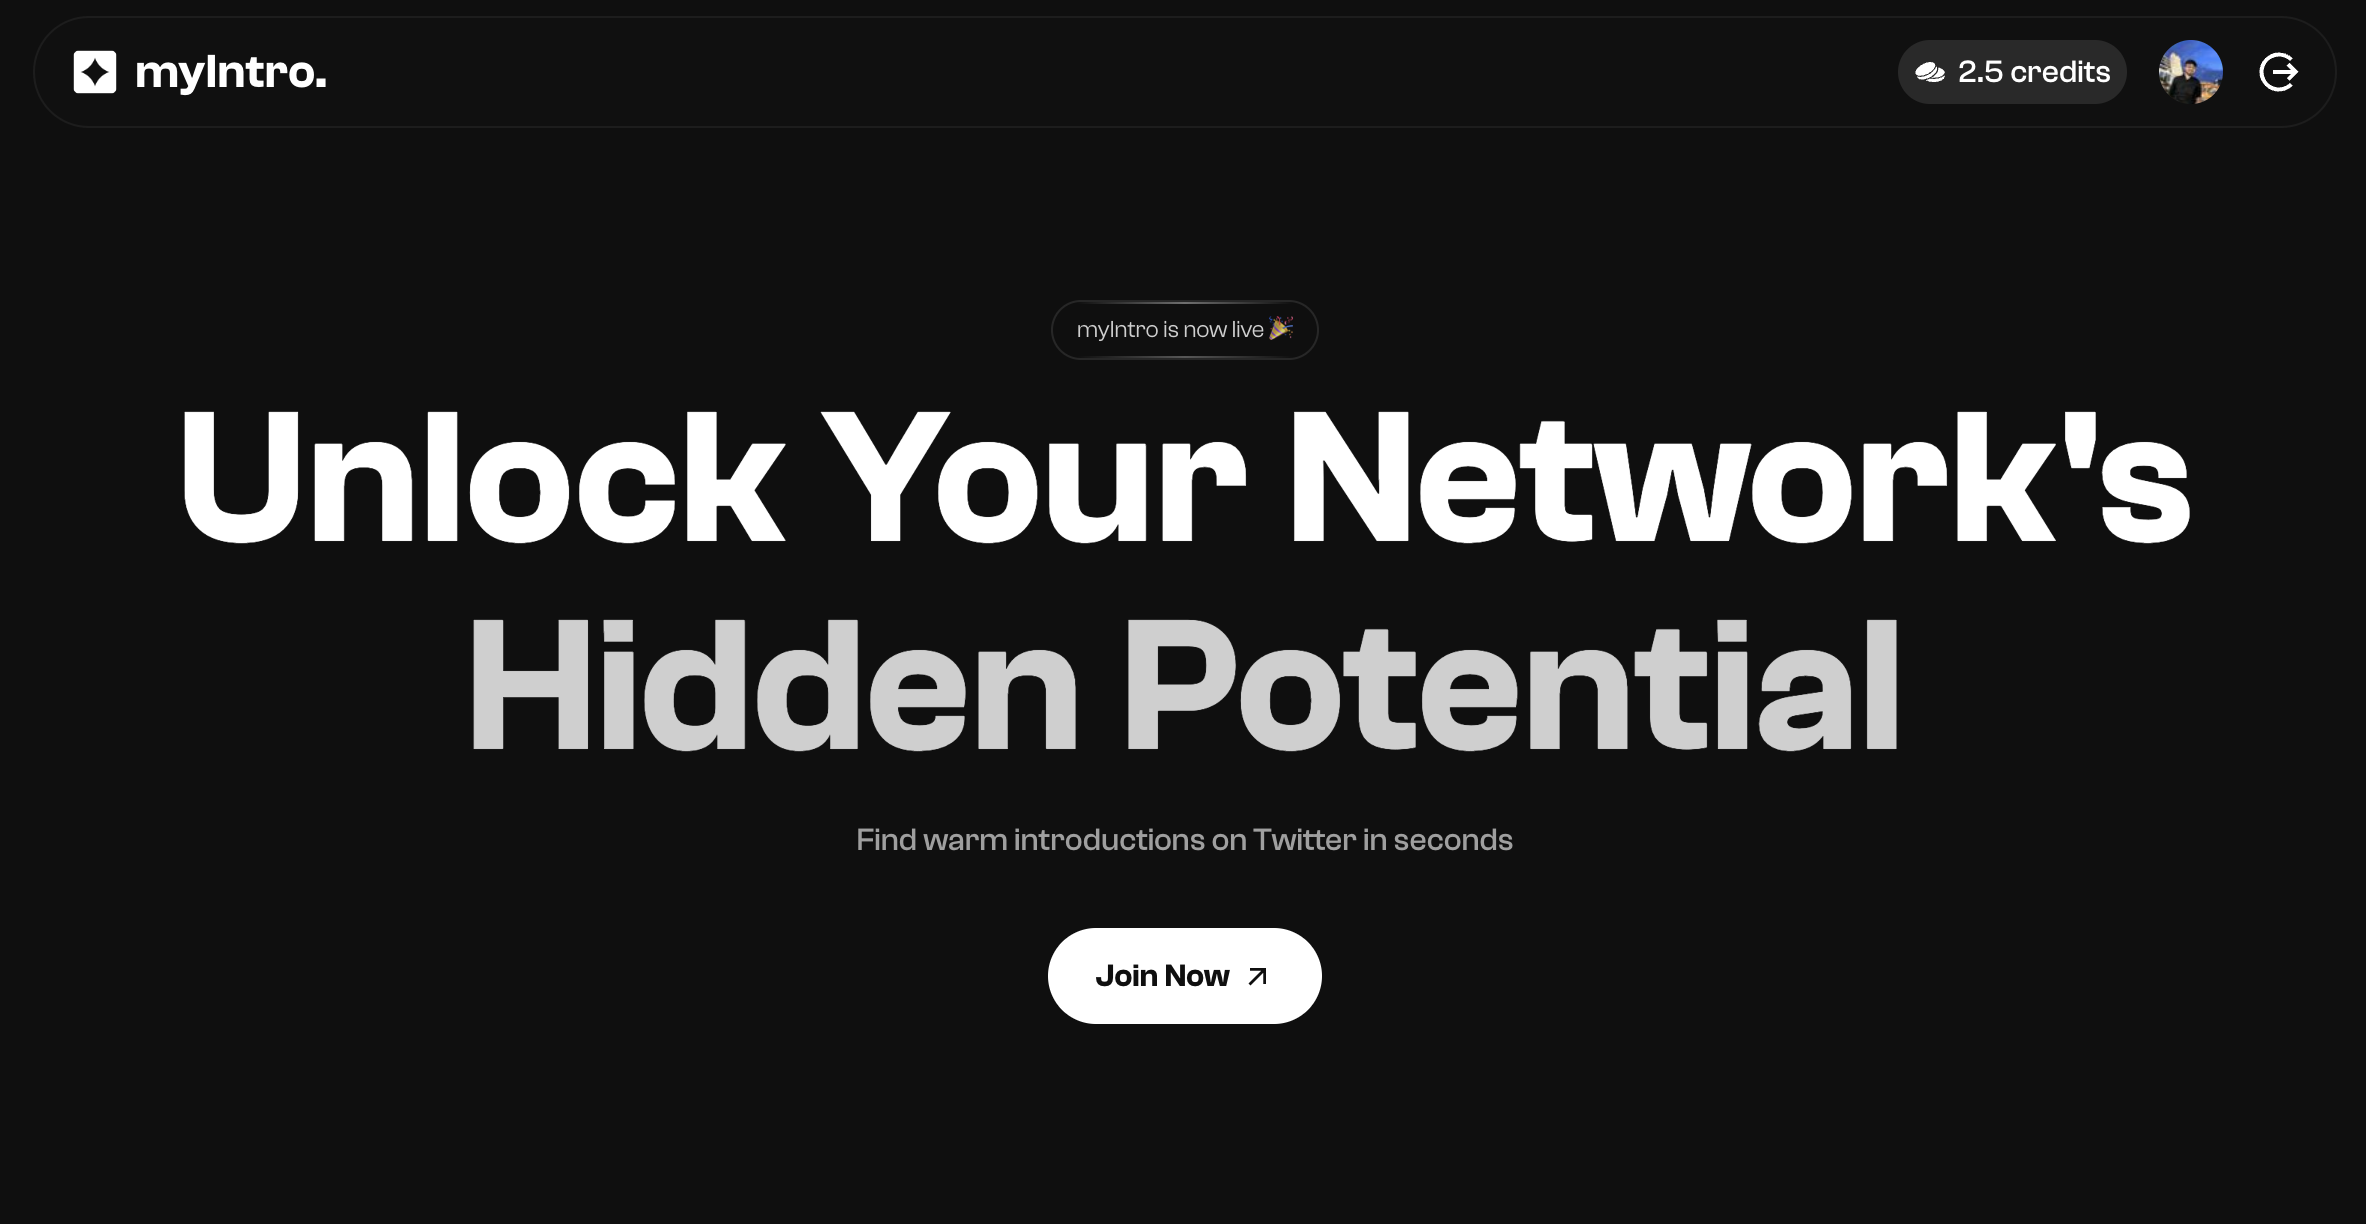 myIntro.
2.5 credits
myIntro is now live 🎉
Unlock Your Network's
Hidden Potential
Find warm introductions on Twitter in seconds
Join Now